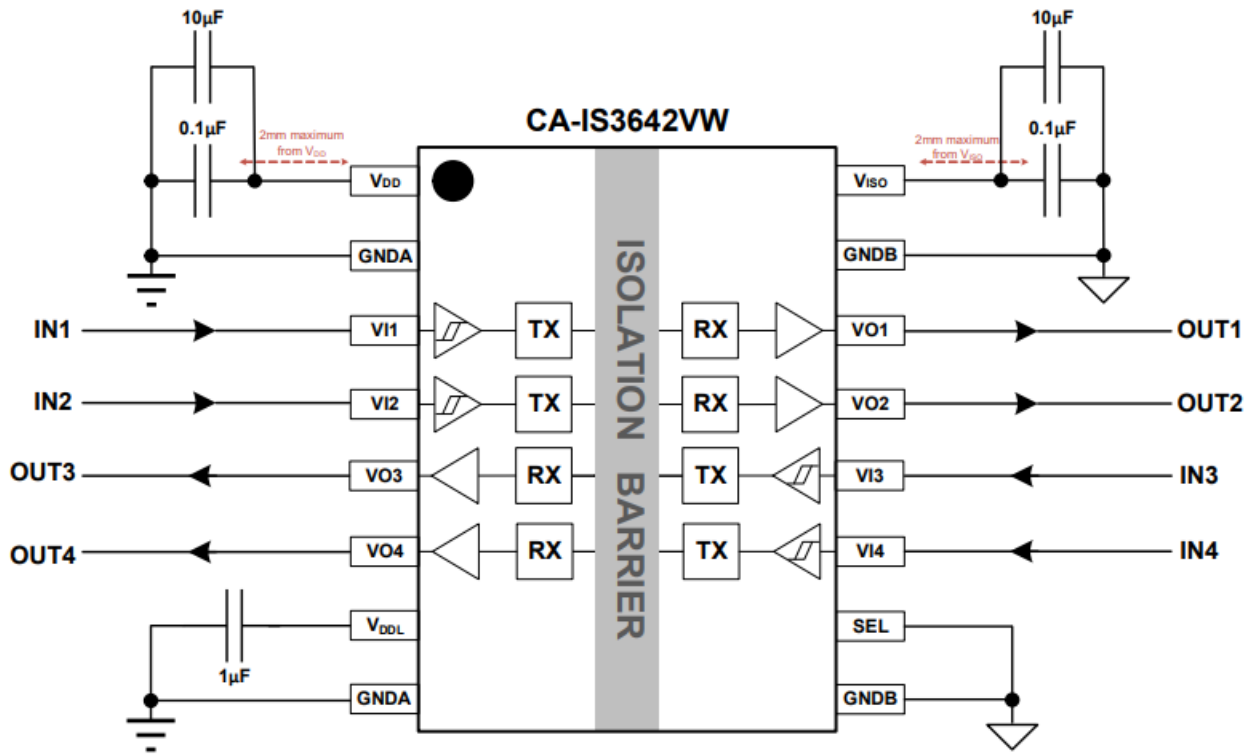 10µF
10µF
0.1µF
0.1µF
2mm maximum
from VDD
2mm maximum
from VISO
CA-IS3642VW
VDD
VISO
GNDA
GNDB
ISOLATION BARRIER
IN1
VI1
TX
RX
VO1
OUT1
IN2
VI2
TX
RX
VO2
OUT2
OUT3
VO3
RX
TX
VI3
IN3
OUT4
VO4
RX
TX
VI4
IN4
VDDL
SEL
1µF
GNDA
GNDB